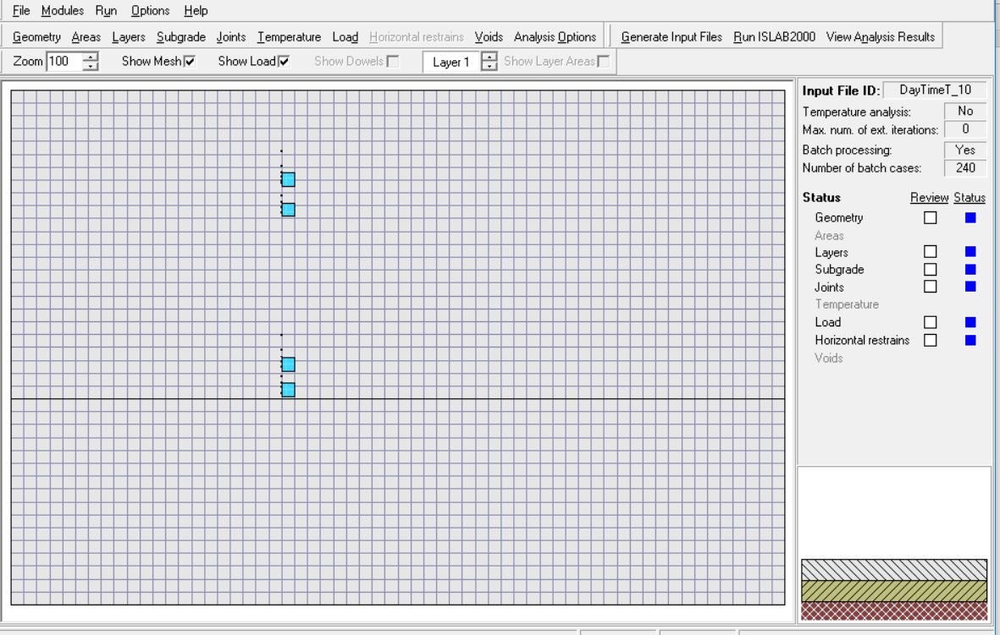 File Modules Run Options Help
Geometry Areas Layers Subgrade Joints Temperature Load Horizontal restrains Voids Analysis Options Generate Input Files Run ISLAB2000 View Analysis Results
Zoom 100 Show Mesh Show Load Show Dowels Layer 1 Show Layer Areas
Input File ID: DayTimeT_10
Temperature analysis: No
Max. num. of ext. iterations: 0
Batch processing: Yes
Number of batch cases: 240
Status Review Status
Geometry
Areas
Layers
Subgrade
Joints
Temperature
Load
Horizontal restrains
Voids